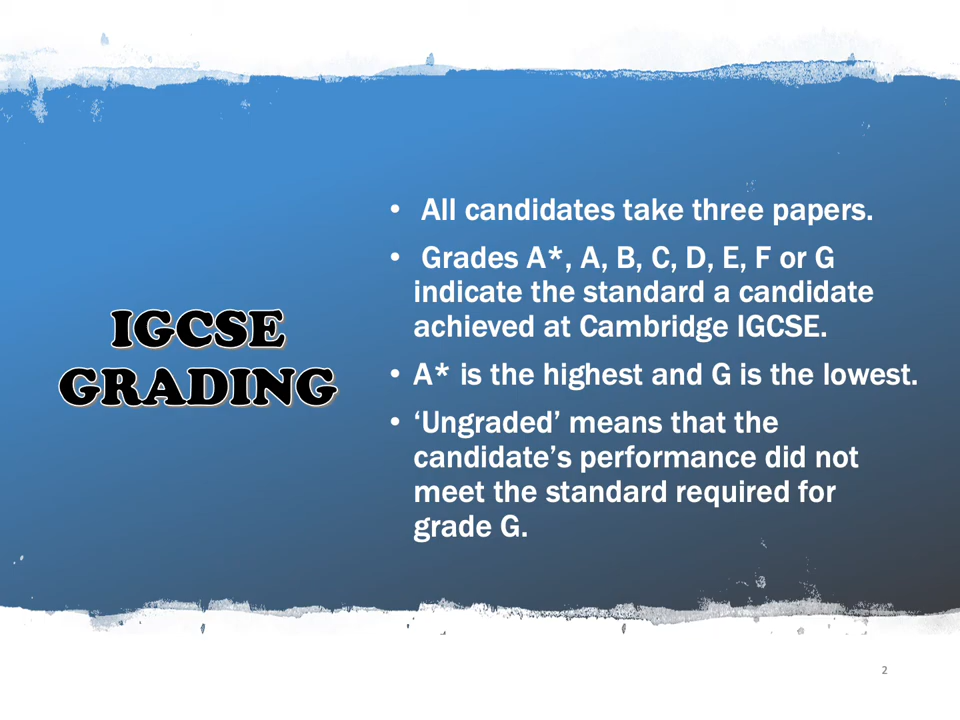 IGCSE
GRADING
• All candidates take three papers.
• Grades A*, A, B, C, D, E, F or G
indicate the standard a candidate
achieved at Cambridge IGCSE.
• A* is the highest and G is the lowest.
• ‘Ungraded’ means that the
candidate’s performance did not
meet the standard required for
grade G.
2